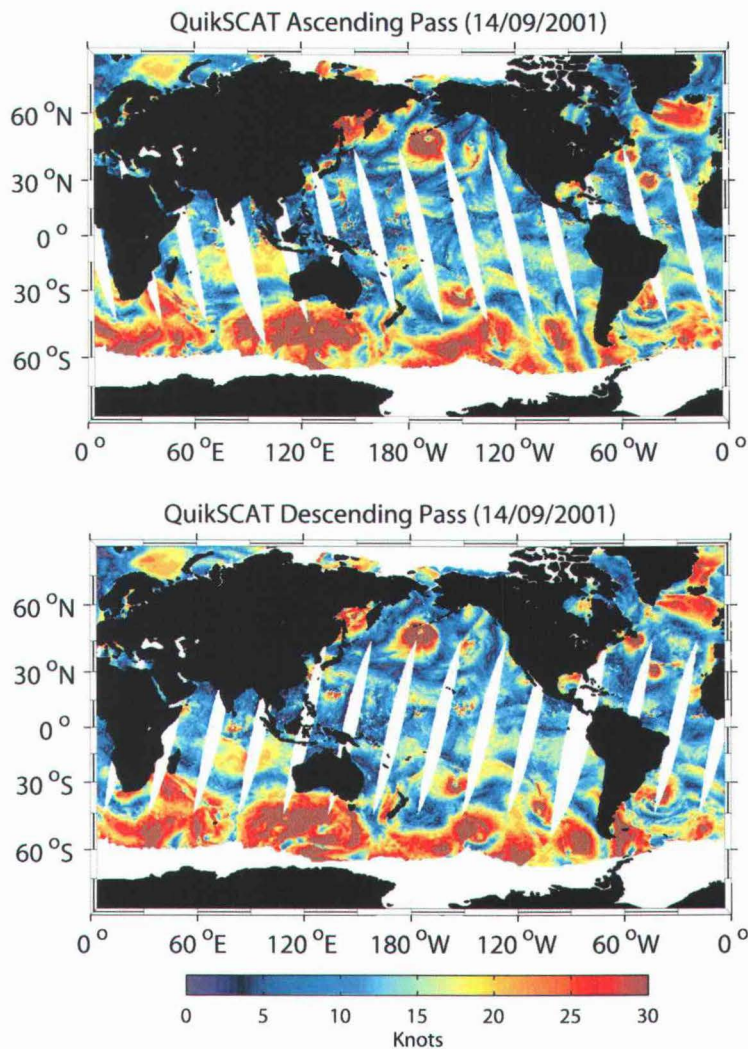 QuikSCAT Ascending Pass (14/09/2001)
60 °N
30 °N
0 °
30 °S
60 °S
0 °
60 °E
120 °E
180 °W
120 °W
60 °W
0 °
QuikSCAT Descending Pass (14/09/2001)
60 °N
30 °N
0 °
30 °S
60 °S
0 °
60 °E
120 °E
180 °W
120 °W
60 °W
0 °
0
5
10
15
20
25
30
Knots